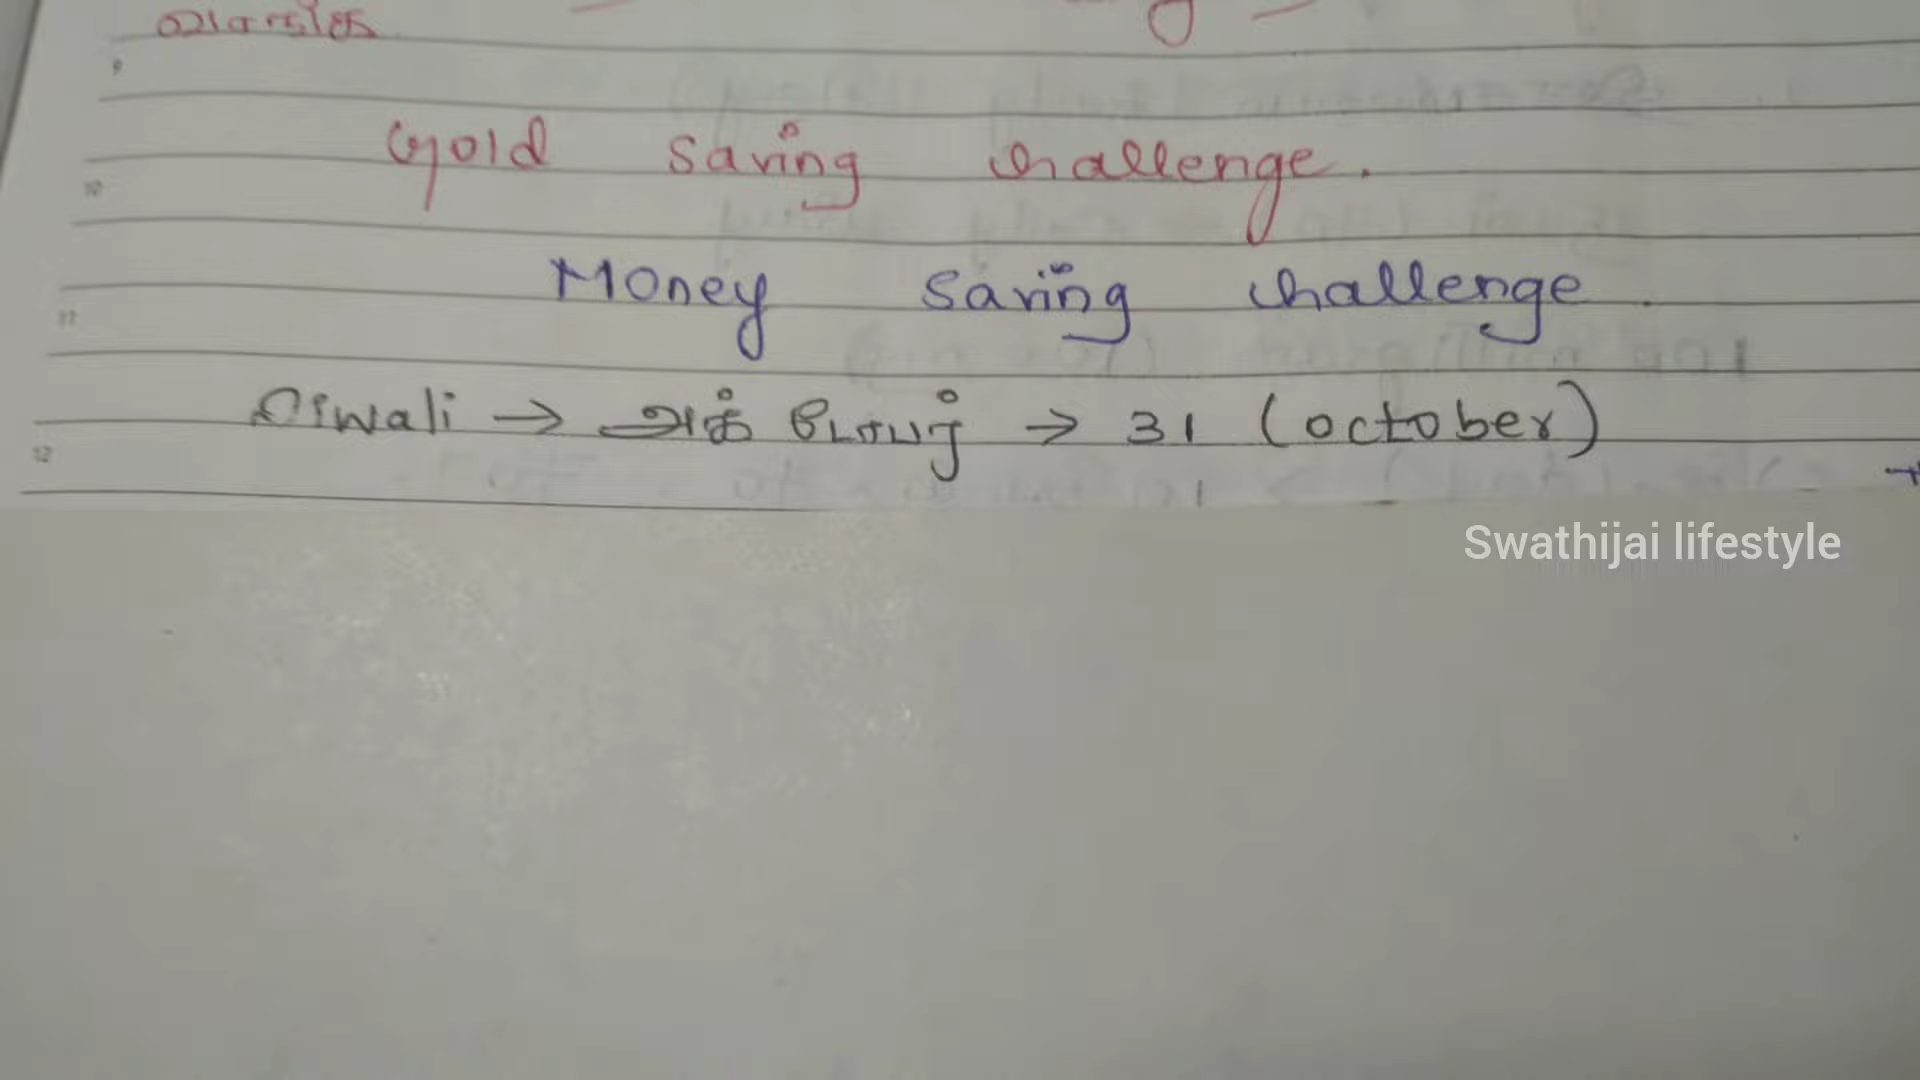 Gold saving challenge.
Money saving challenge
Diwali → அக்டோபர் → 31 (october)
Swathijai lifestyle